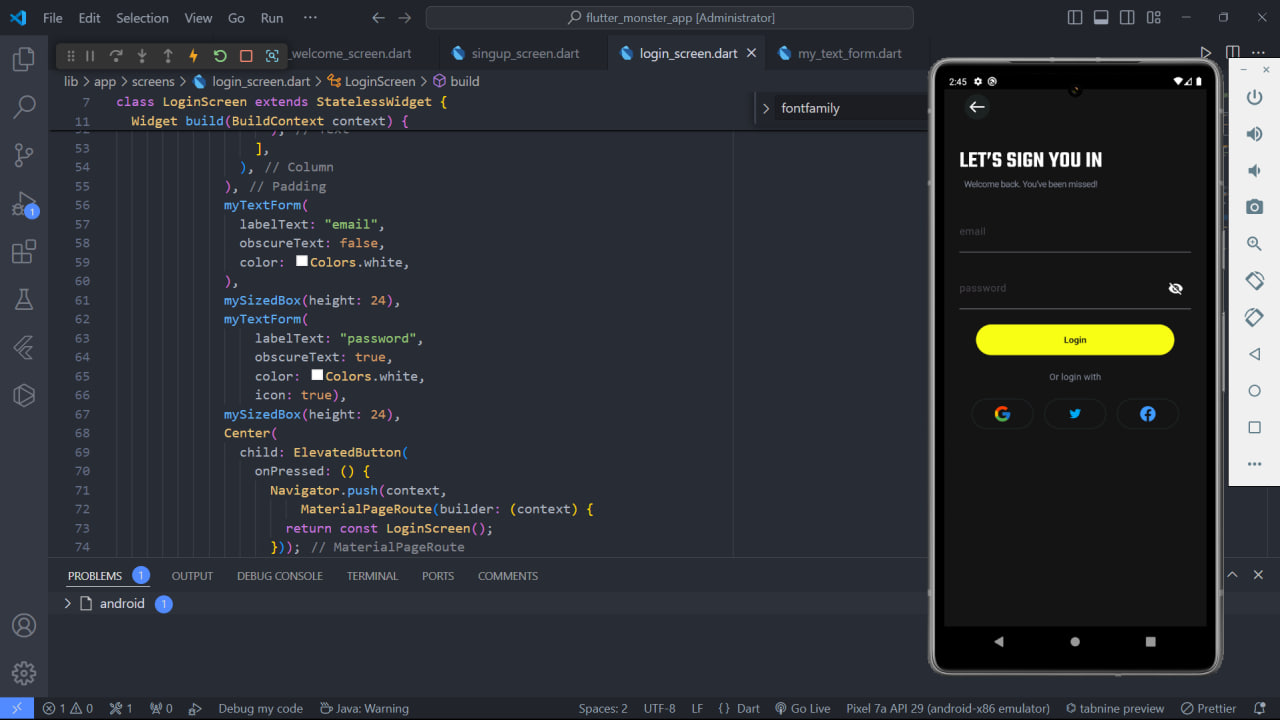 File Edit Selection View Go Run ··· flutter_monster_app [Administrator]
_welcome_screen.dart singup_screen.dart login_screen.dart my_text_form.dart
lib > app > screens > login_screen.dart > LoginScreen > build
fontfamily
7 class LoginScreen extends StatelessWidget {
11 Widget build(BuildContext context) {
52 ), // Text
53 ],
54 ), // Column
55 ), // Padding
56 myTextForm(
57 labelText: "email",
58 obscureText: false,
59 color: Colors.white,
60 ),
61 mySizedBox(height: 24),
62 myTextForm(
63 labelText: "password",
64 obscureText: true,
65 color: Colors.white,
66 icon: true),
67 mySizedBox(height: 24),
68 Center(
69 child: ElevatedButton(
70 onPressed: () {
71 Navigator.push(context,
72 MaterialPageRoute(builder: (context) {
73 return const LoginScreen();
74 })); // MaterialPageRoute
1
PROBLEMS 1 OUTPUT DEBUG CONSOLE TERMINAL PORTS COMMENTS
android 1
1 0 1 0 Debug my code Java: Warning Spaces: 2 UTF-8 LF { } Dart Go Live Pixel 7a API 29 (android-x86 emulator) tabnine preview Prettier
2:45
LET'S SIGN YOU IN
Welcome back. You've been missed!
email
password
Login
Or login with